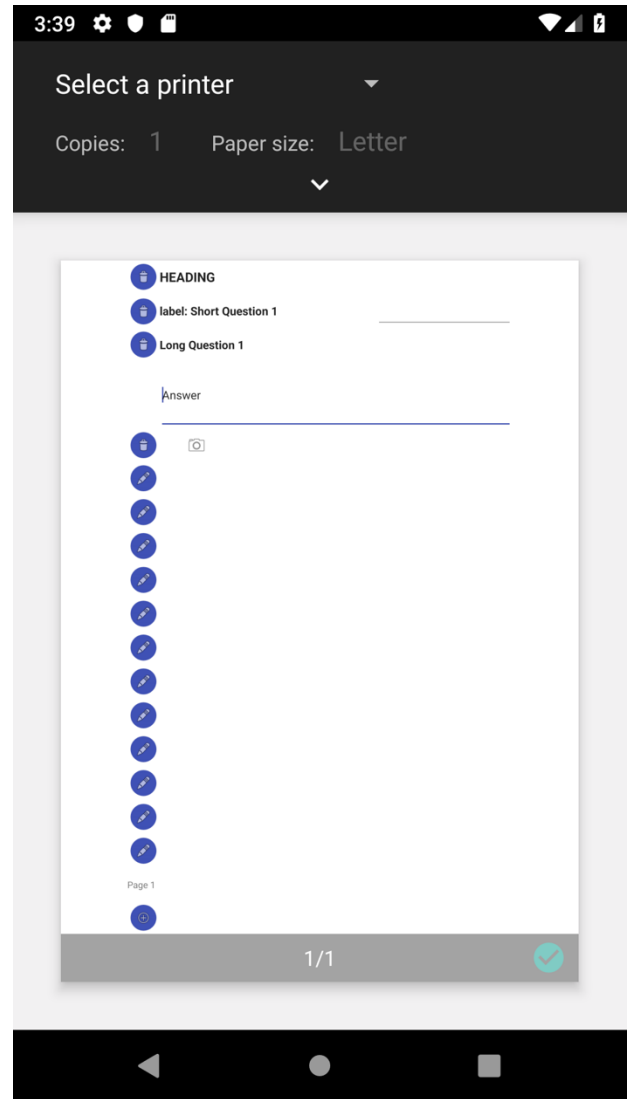 3:39
Select a printer
Copies: 1 Paper size: Letter
HEADING
label: Short Question 1
Long Question 1
Answer
Page 1
1/1